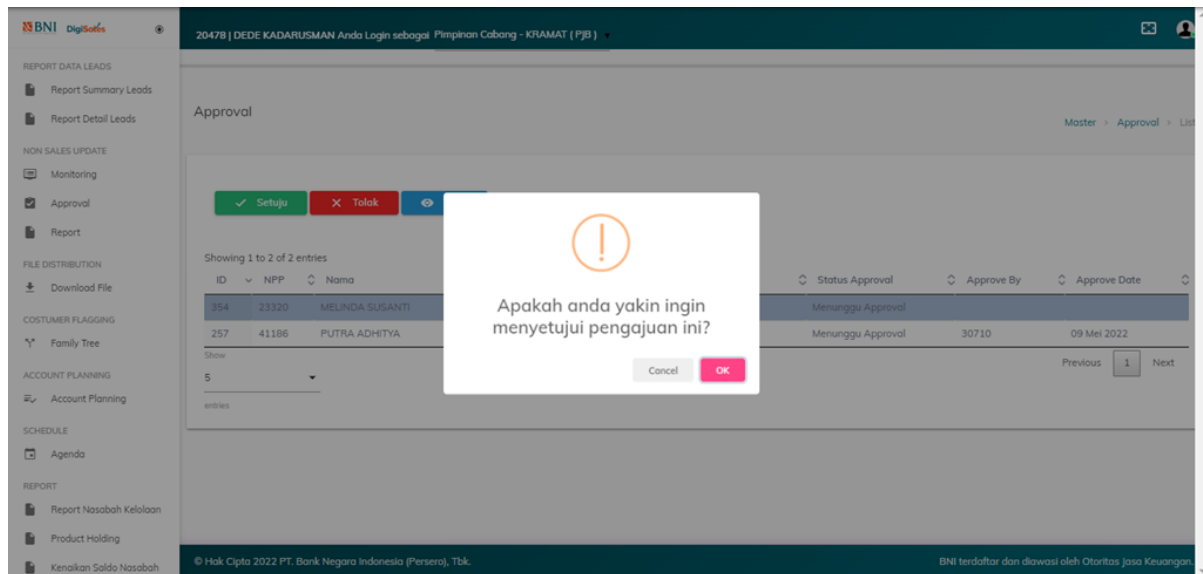 BNI DigiSales
20478 | DEDE KADARUSMAN Anda Login sebagai Pimpinan Cabang - KRAMAT ( PJB )
REPORT DATA LEADS
Report Summary Leads
Report Detail Leads
NON SALES UPDATE
Monitoring
Approval
Report
FILE DISTRIBUTION
Download File
COSTUMER FLAGGING
Family Tree
ACCOUNT PLANNING
Account Planning
SCHEDULE
Agenda
REPORT
Report Nasabah Kelolaan
Product Holding
Kenaikan Saldo Nasabah
Approval
Master > Approval > List
Setuju Tolak
Showing 1 to 2 of 2 entries
ID NPP Nama Status Approval Approve By Approve Date
354 23320 MELINDA SUSANTI Menunggu Approval
257 41186 PUTRA ADHITYA Menunggu Approval 30710 09 Mei 2022
Show
5
entries
Previous 1 Next
Apakah anda yakin ingin
menyetujui pengajuan ini?
Cancel OK
© Hak Cipta 2022 PT. Bank Negara Indonesia (Persero), Tbk.
BNI terdaftar dan diawasi oleh Otoritas Jasa Keuangan.